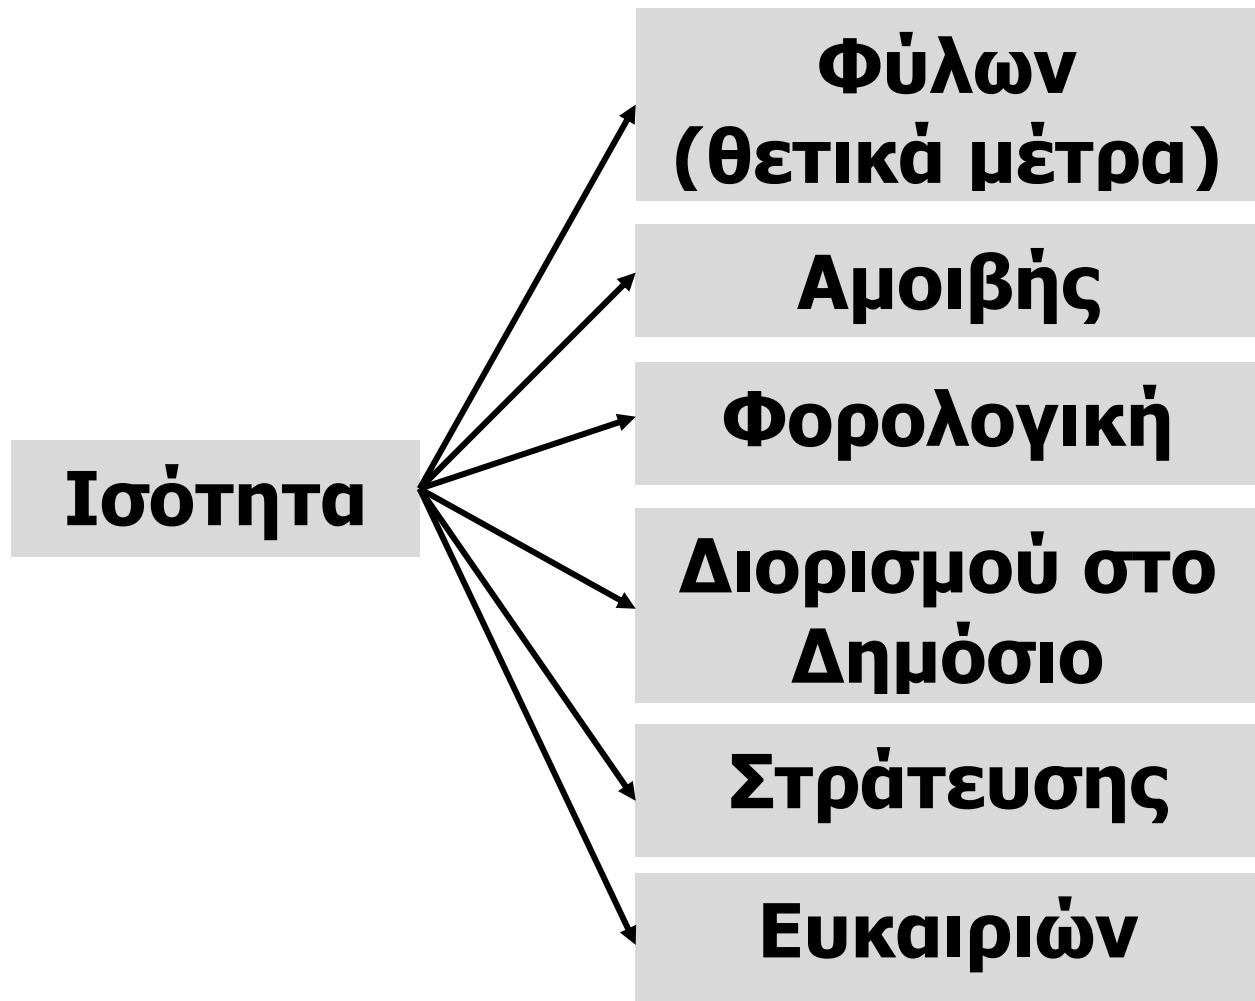 Ισότητα
Φύλων
(θετικά μέτρα)
Αμοιβής
Φορολογική
Διορισμού στο
Δημόσιο
Στράτευσης
Ευκαιριών